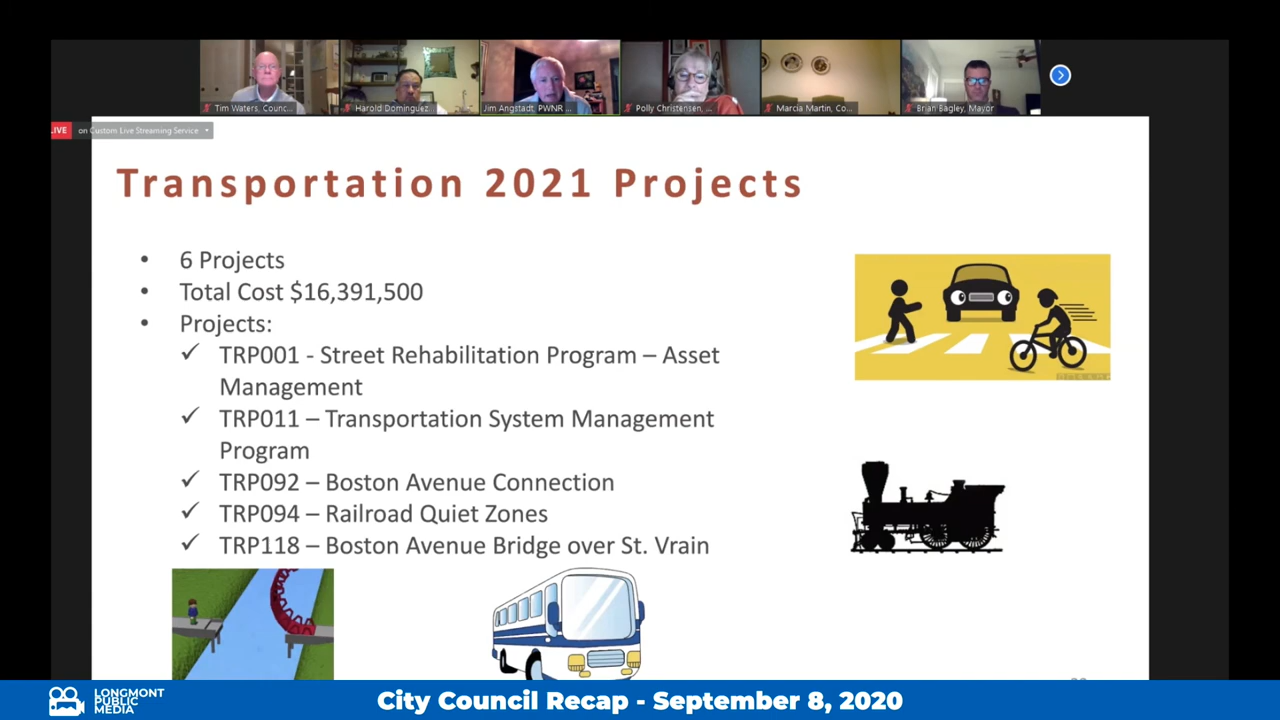 Tim Waters, Counc...
Harold Dominguez...
Jim Angstadt, PWNR ...
Polly Christensen, ...
Marcia Martin, Co...
Brian Bagley, Mayor
LIVE
on Custom Live Streaming Service
Transportation 2021 Projects
• 6 Projects
• Total Cost $16,391,500
• Projects:
✓ TRP001 - Street Rehabilitation Program – Asset
Management
✓ TRP011 – Transportation System Management
Program
✓ TRP092 – Boston Avenue Connection
✓ TRP094 – Railroad Quiet Zones
✓ TRP118 – Boston Avenue Bridge over St. Vrain
LONGMONT
PUBLIC
MEDIA
City Council Recap - September 8, 2020